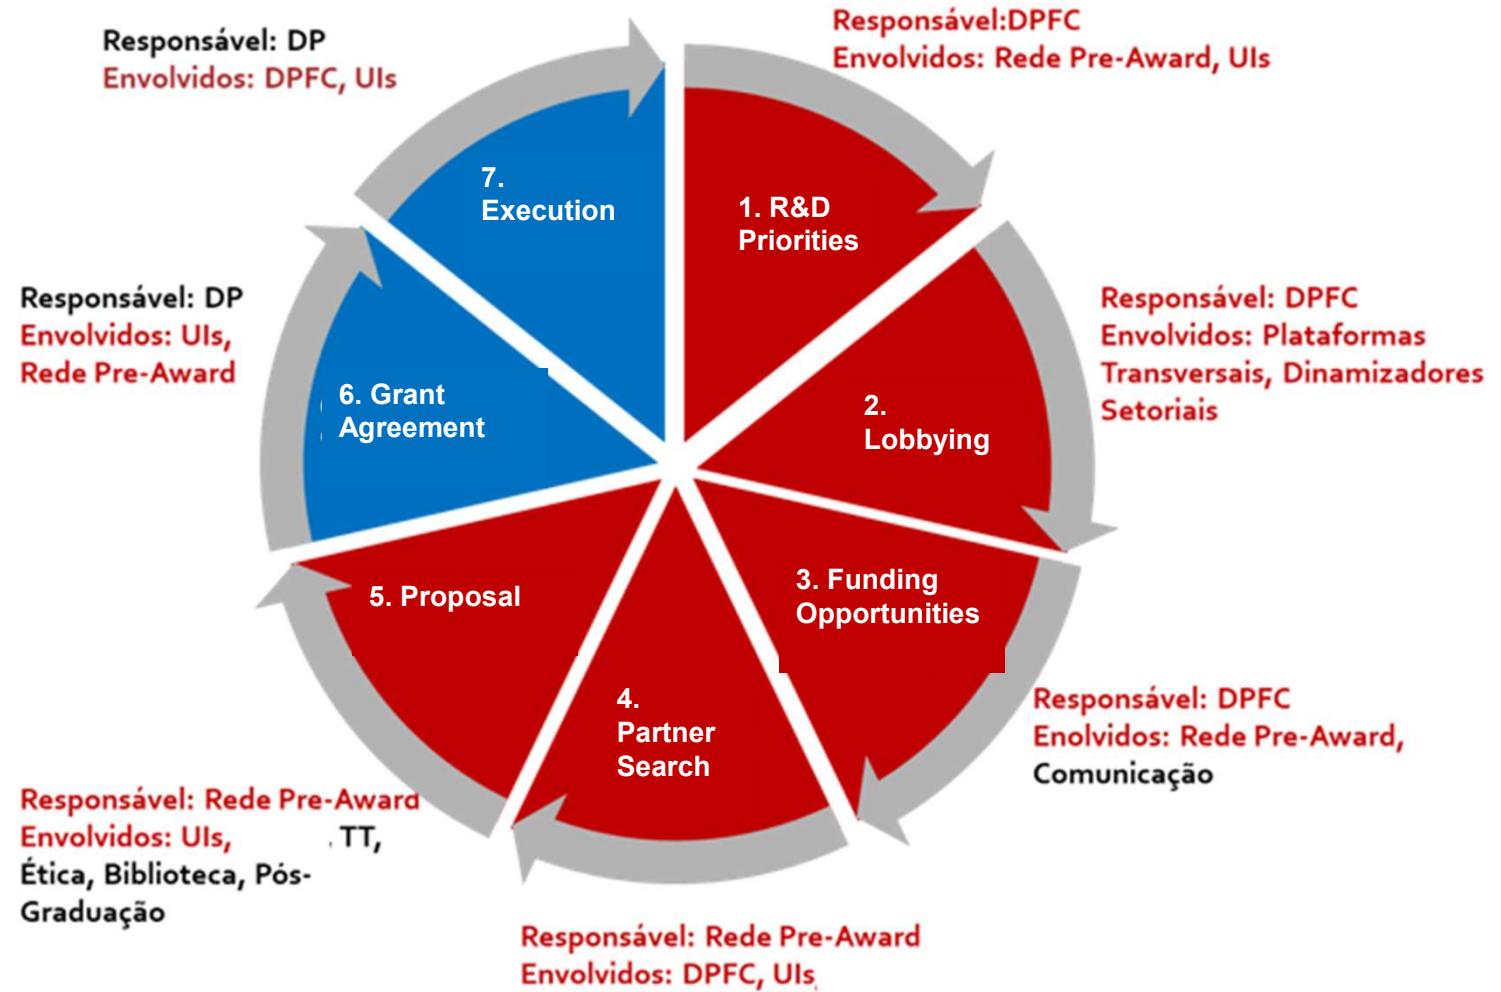 Responsável:DPFC
Envolvidos: Rede Pre-Award, UIs
1. R&D
Priorities
Responsável: DPFC
Envolvidos: Plataformas
Transversais, Dinamizadores
Setoriais
2.
Lobbying
3. Funding
Opportunities
Responsável: DPFC
Enolvidos: Rede Pre-Award,
Comunicação
4.
Partner
Search
Responsável: Rede Pre-Award
Envolvidos: DPFC, UIs
5. Proposal
Responsável: Rede Pre-Award
Envolvidos: UIs, , TT,
Ética, Biblioteca, Pós-
Graduação
6. Grant
Agreement
Responsável: DP
Envolvidos: UIs,
Rede Pre-Award
7.
Execution
Responsável: DP
Envolvidos: DPFC, UIs